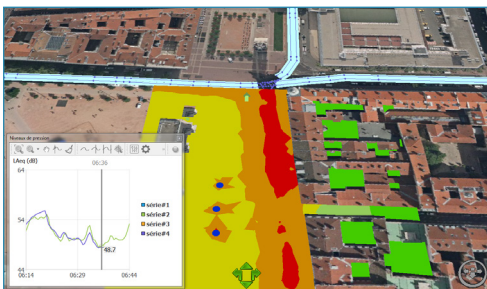 Niveaux de pression
LAeq (dB)
06:36
64
54
44
48.7
06:14
06:29
06:44
série#1
série#2
série#3
série#4